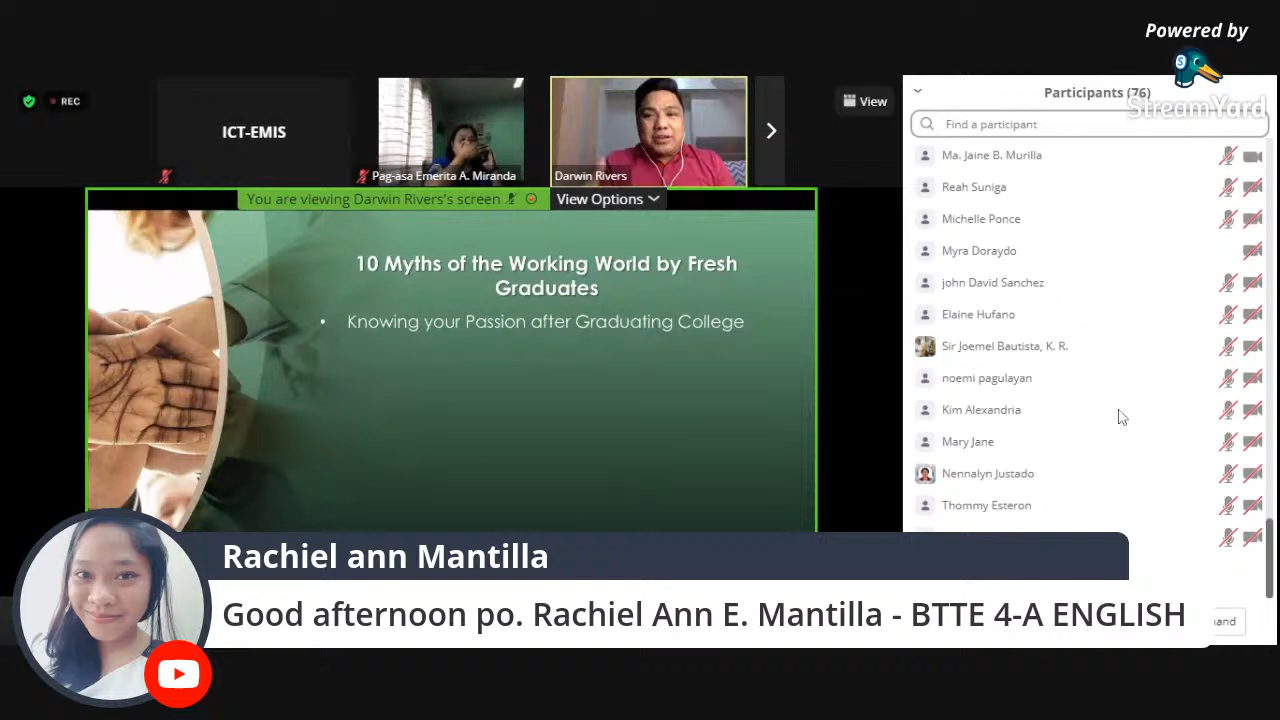 Powered by
StreamYard
REC
ICT-EMIS
Pag-asa Emerita A. Miranda
Darwin Rivers
View
You are viewing Darwin Rivers's screen
View Options
10 Myths of the Working World by Fresh
Graduates
• Knowing your Passion after Graduating College
Participants (76)
Find a participant
Ma. Jaine B. Murilla
Reah Suniga
Michelle Ponce
Myra Doraydo
john David Sanchez
Elaine Hufano
Sir Joemel Bautista, K. R.
noemi pagulayan
Kim Alexandria
Mary Jane
Nennalyn Justado
Thommy Esteron
Rachiel ann Mantilla
Good afternoon po. Rachiel Ann E. Mantilla - BTTE 4-A ENGLISH